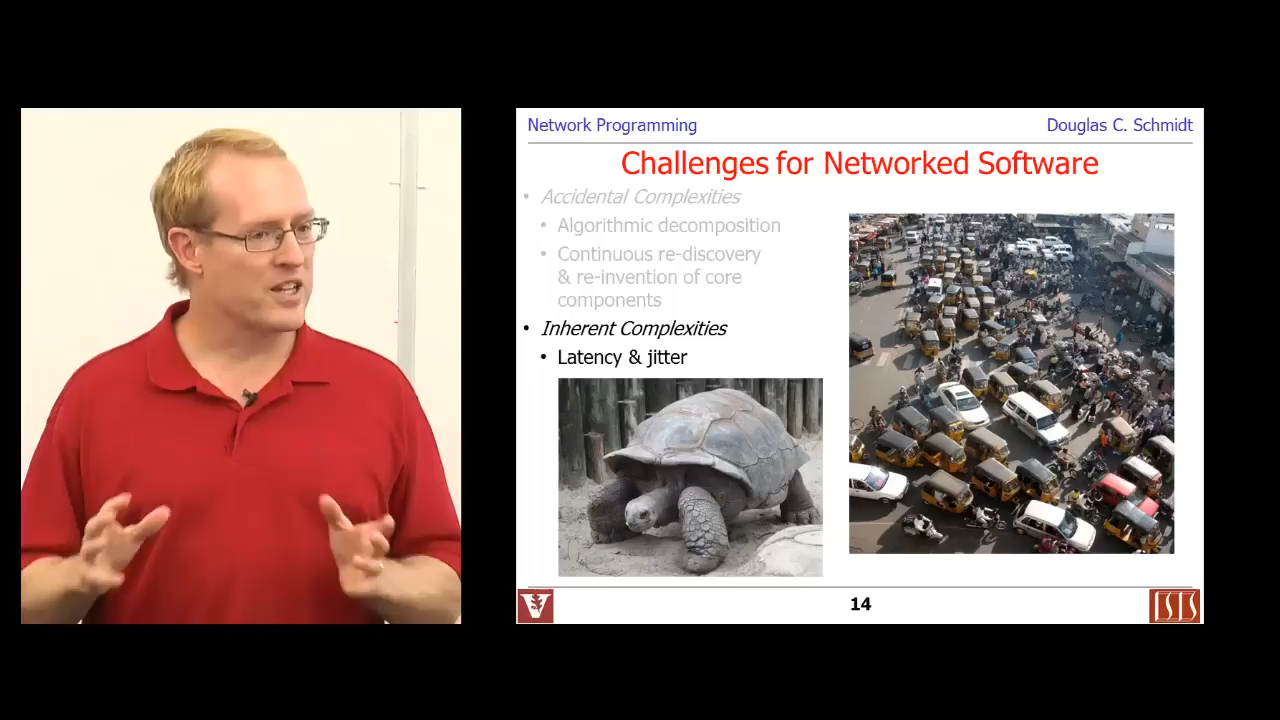 Network Programming
Douglas C. Schmidt
Challenges for Networked Software
• Accidental Complexities
• Algorithmic decomposition
• Continuous re-discovery
& re-invention of core
components
• Inherent Complexities
• Latency & jitter
14
V
ISIS